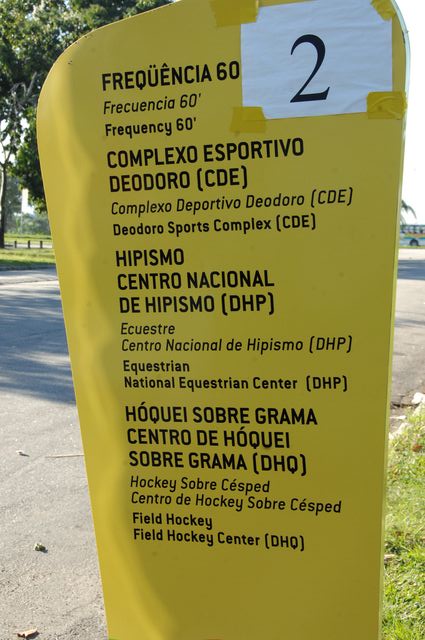 FREQÜÊNCIA 60
2
Frecuencia 60'
Frequency 60'
COMPLEXO ESPORTIVO
DEODORO (CDE)
Complexo Deportivo Deodoro (CDE)
Deodoro Sports Complex (CDE)
HIPISMO
CENTRO NACIONAL
DE HIPISMO (DHP)
Ecuestre
Centro Nacional de Hipismo (DHP)
Equestrian
National Equestrian Center (DHP)
HÓQUEI SOBRE GRAMA
CENTRO DE HÓQUEI
SOBRE GRAMA (DHQ)
Hockey Sobre Césped
Centro de Hockey Sobre Césped
Field Hockey
Field Hockey Center (DHQ)